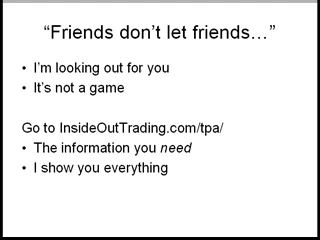 “Friends don’t let friends…”
• I’m looking out for you
• It’s not a game
Go to InsideOutTrading.com/tpa/
• The information you need
• I show you everything